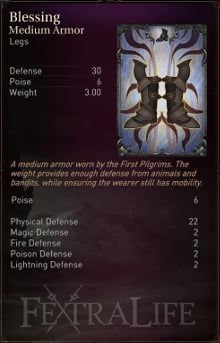 Blessing
Medium Armor
Legs
Defense 30
Poise 6
Weight 3.00
A medium armor worn by the First Pilgrims. The
weight provides enough defense from animals and
bandits, while ensuring the wearer still has mobility.
Poise 6
Physical Defense 22
Magic Defense 2
Fire Defense 2
Poison Defense 2
Lightning Defense 2
FEXTRALIFE